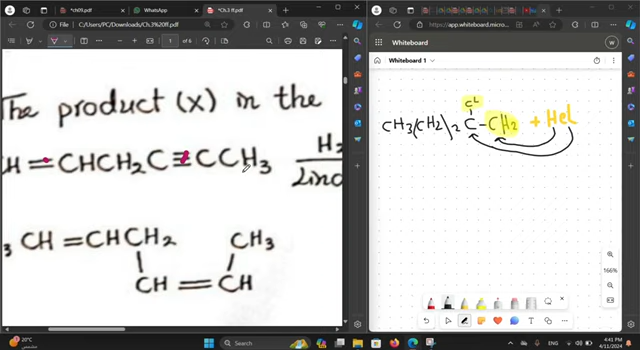 *ch09.pdf
WhatsApp
*Ch.3 ff.pdf
File
C:/Users/PC/Downloads/Ch.3%20ff.pdf
https://app.whiteboard.micro...
1 of 6
Whiteboard
W
Whiteboard 1
The product (x) in the
H=CHCH2C≡CCH3
H2
Lind
3 CH=CHCH2
CH3
CH=CH
CL
CH3(CH2)2C-CH2 + HCl
166%
20°C
Search
ENG
4:41 PM
4/11/2024